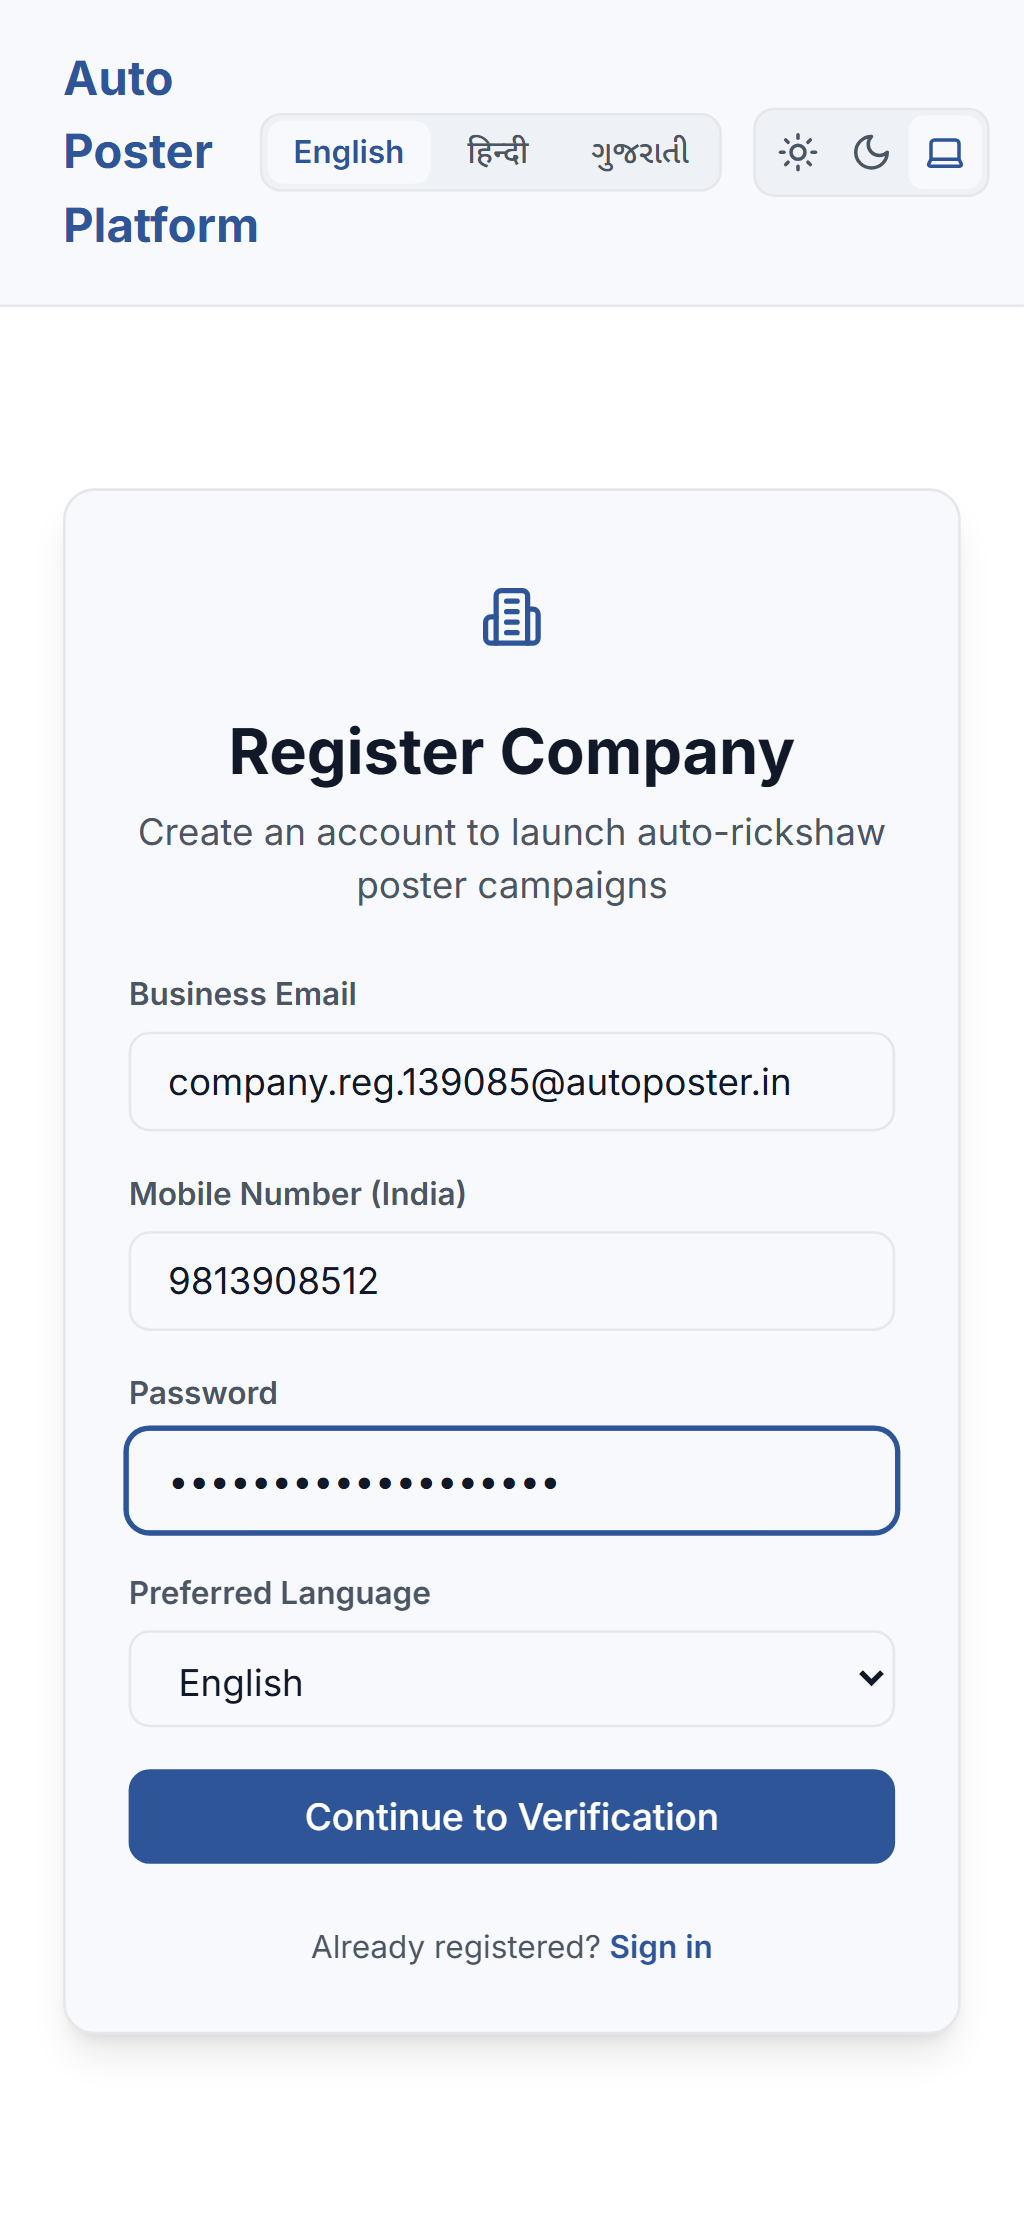 Auto
Poster
Platform
English
हिन्दी
ગુજરાતી
Register Company
Create an account to launch auto-rickshaw
poster campaigns
Business Email
company.reg.139085@autoposter.in
Mobile Number (India)
9813908512
Password
•••••••••••••••••••
Preferred Language
English
Continue to Verification
Already registered? Sign in